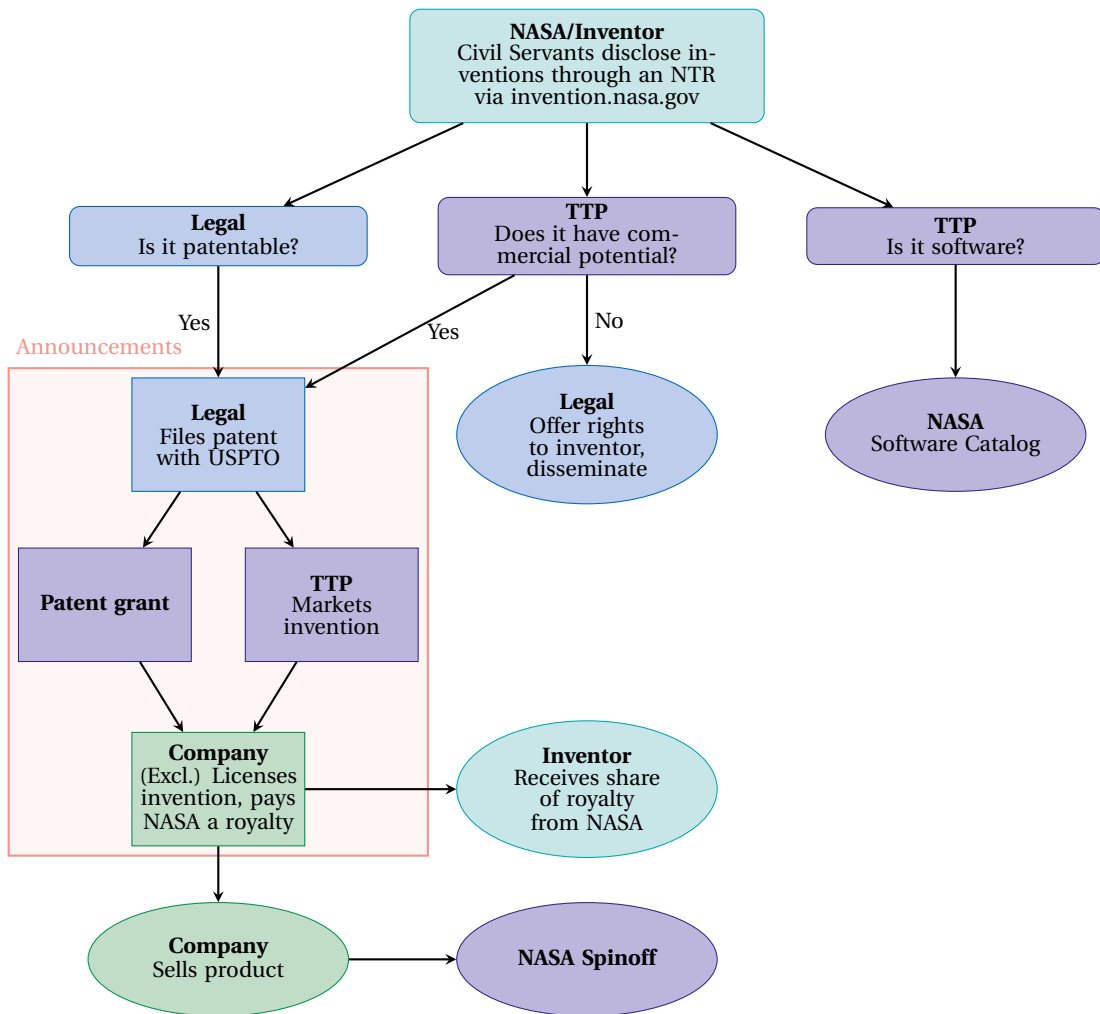 NASA/Inventor
Civil Servants disclose in-
ventions through an NTR
via invention.nasa.gov
Legal
Is it patentable?
TTP
Does it have com-
mercial potential?
TTP
Is it software?
Yes
Yes
No
Announcements
Legal
Files patent
with USPTO
Legal
Offer rights
to inventor,
disseminate
NASA
Software Catalog
Patent grant
TTP
Markets
invention
Company
(Excl.) Licenses
invention, pays
NASA a royalty
Inventor
Receives share
of royalty
from NASA
Company
Sells product
NASA Spinoff